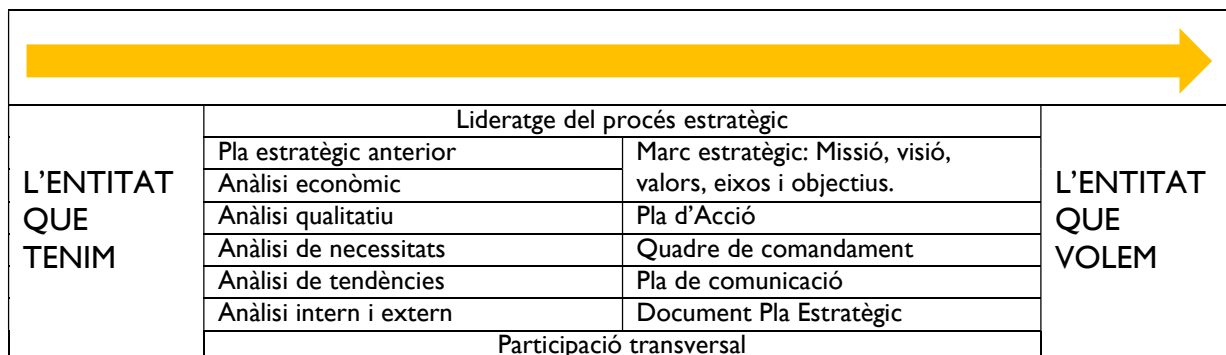 Lideratge del procés estratègic
L'ENTITAT
QUE
TENIM
Pla estratègic anterior
Anàlisi econòmic
Anàlisi qualitatiu
Anàlisi de necessitats
Anàlisi de tendències
Anàlisi intern i extern
Marc estratègic: Missió, visió,
valors, eixos i objectius.
Pla d’Acció
Quadre de comandament
Pla de comunicació
Document Pla Estratègic
L'ENTITAT
QUE
VOLEM
Participació transversal